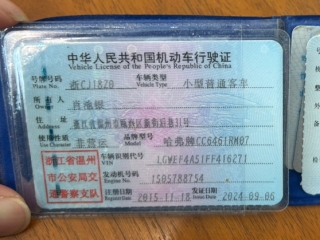 中华人民共和国机动车行驶证
Vehicle License of the People's Republic of China
号牌号码 浙CJ1820 车辆类型 小型普通客车
Plate No. Vehicle Type
所有人
Owner
住址
Address
使用性质 非营运 品牌型号 哈弗牌CC6461RM07
Use Character Model
浙江省温州 车辆识别代号 LGWEF4A51FF416271
VIN
市公安局交 发动机号码 1505788754
Engine No.
通警察支队 注册日期 2015-11-18 发证日期 2024-09-06
Register Date Issue Date